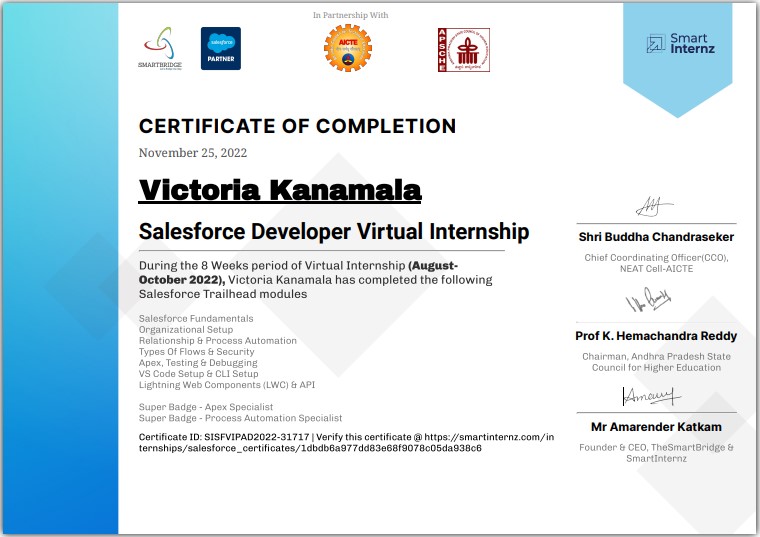 In Partnership With
SMARTBRIDGE
salesforce
PARTNER
AICTE
APSCHE
Smart
Internz
CERTIFICATE OF COMPLETION
November 25, 2022
Victoria Kanamala
Salesforce Developer Virtual Internship
During the 8 Weeks period of Virtual Internship (August-
October 2022), Victoria Kanamala has completed the following
Salesforce Trailhead modules
Salesforce Fundamentals
Organizational Setup
Relationship & Process Automation
Types Of Flows & Security
Apex, Testing & Debugging
VS Code Setup & CLI Setup
Lightning Web Components (LWC) & API
Super Badge - Apex Specialist
Super Badge - Process Automation Specialist
Certificate ID: SISFVIPAD2022-31717 | Verify this certificate @ https://smartinternz.com/in
ternships/salesforce_certificates/1dbdb6a977dd83e68f9078c05da938c6
Shri Buddha Chandraseker
Chief Coordinating Officer(CCO),
NEAT Cell-AICTE
Prof K. Hemachandra Reddy
Chairman, Andhra Pradesh State
Council for Higher Education
Mr Amarender Katkam
Founder & CEO, TheSmartBridge &
SmartInternz